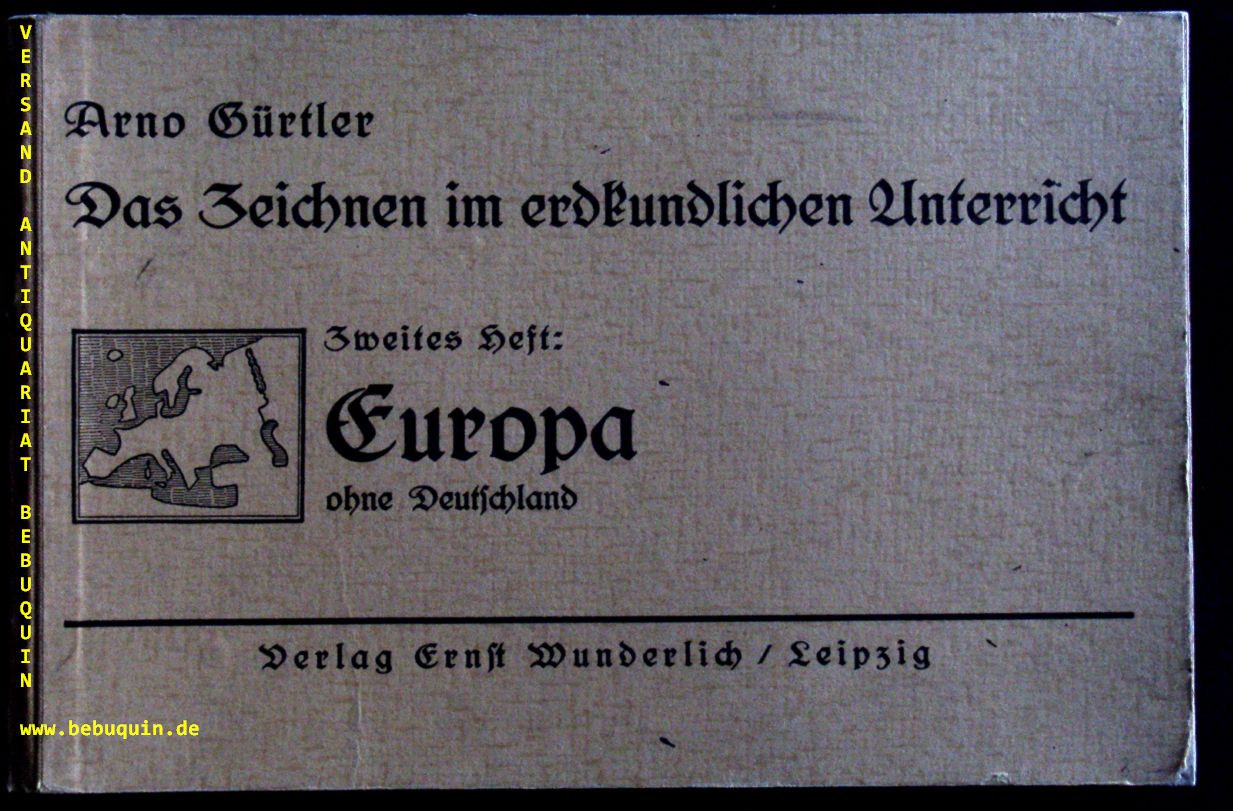 Arno Gürtler
Das Zeichnen im erdkundlichen Unterricht
Zweites Heft:
Europa
ohne Deutschland
Verlag Ernst Wunderlich / Leipzig
VERSAND ANTIQUARIAT BEBUQUIN
www.bebuquin.de